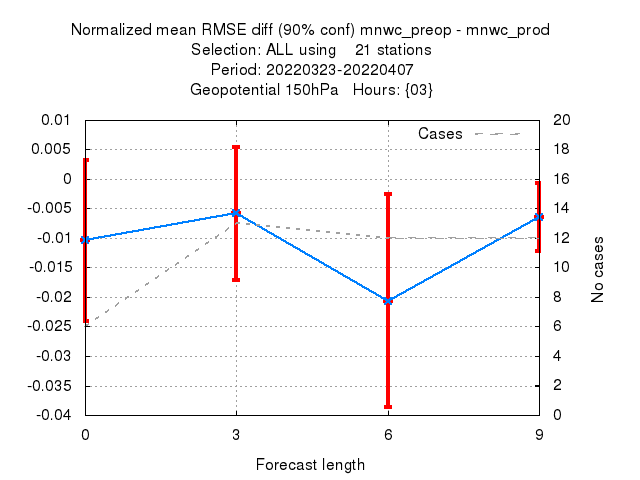 Normalized mean RMSE diff (90% conf) mnwc_preop - mnwc_prod
Selection: ALL using 21 stations
Period: 20220323-20220407
Geopotential 150hPa Hours: {03}
Cases
0.01
0.005
0
-0.005
-0.01
-0.015
-0.02
-0.025
-0.03
-0.035
-0.04
20
18
16
14
12
10
8
6
4
2
0
No cases
0 3 6 9
Forecast length